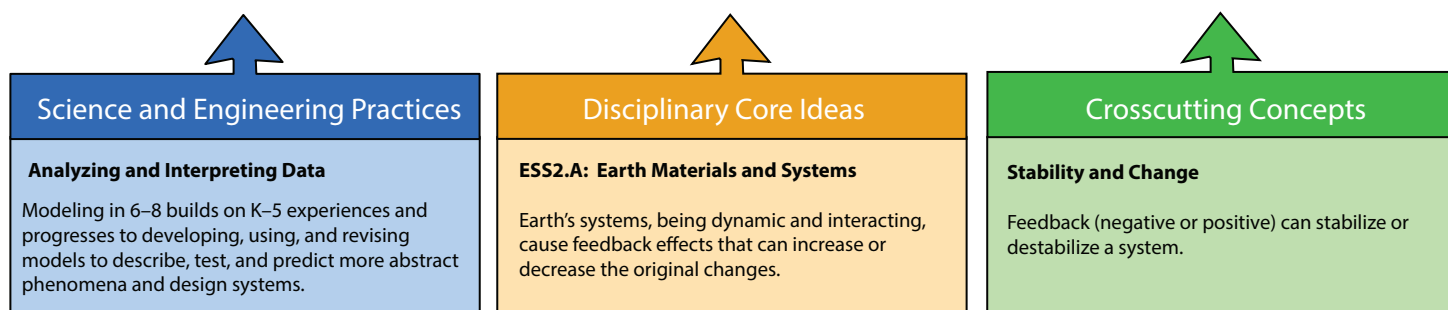 Science and Engineering Practices
Analyzing and Interpreting Data
Modeling in 6–8 builds on K–5 experiences and
progresses to developing, using, and revising
models to describe, test, and predict more abstract
phenomena and design systems.
Disciplinary Core Ideas
ESS2.A: Earth Materials and Systems
Earth’s systems, being dynamic and interacting,
cause feedback effects that can increase or
decrease the original changes.
Crosscutting Concepts
Stability and Change
Feedback (negative or positive) can stabilize or
destabilize a system.